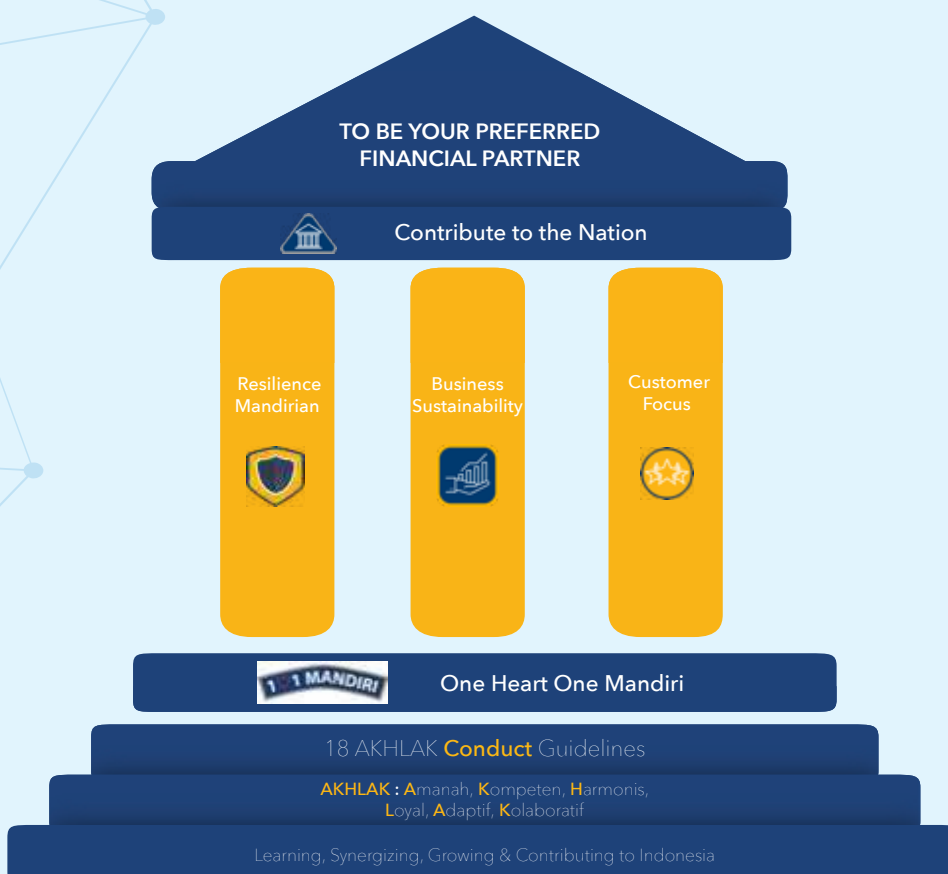 TO BE YOUR PREFERRED
FINANCIAL PARTNER
Contribute to the Nation
Resilience
Mandirian
Business
Sustainability
Customer
Focus
1 1 MANDIRI
One Heart One Mandiri
18 AKHLAK Conduct Guidelines
AKHLAK : Amanah, Kompeten, Harmonis,
Loyal, Adaptif, Kolaboratif
Learning, Synergizing, Growing & Contributing to Indonesia